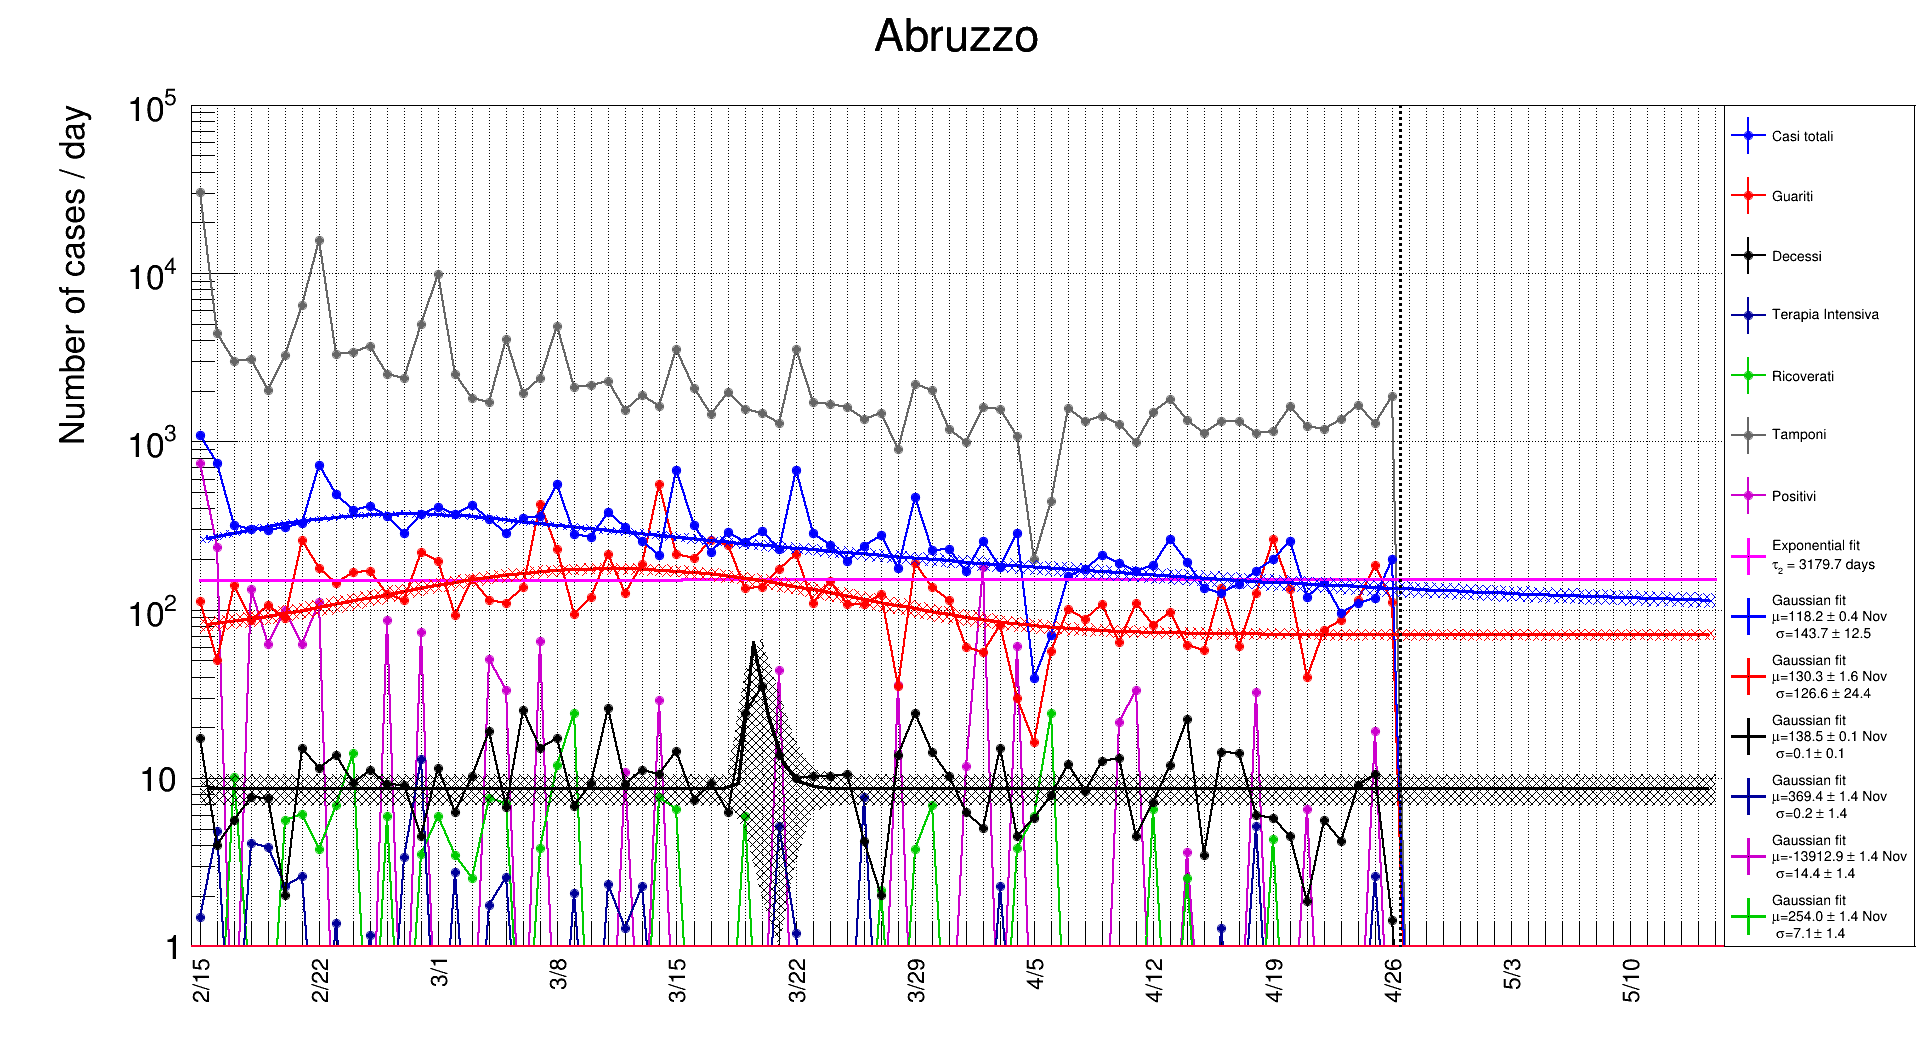 Abruzzo
Number of cases / day
10^5
10^4
10^3
10^2
10
1
2/15
2/22
3/1
3/8
3/15
3/22
3/29
4/5
4/12
4/19
4/26
5/3
5/10
Casi totali
Guariti
Decessi
Terapia Intensiva
Ricoverati
Tamponi
Positivi
Exponential fit
τ₂ = 3179.7 days
Gaussian fit
μ=118.2 ± 0.4 Nov
σ=143.7 ± 12.5
Gaussian fit
μ=130.3 ± 1.6 Nov
σ=126.6 ± 24.4
Gaussian fit
μ=138.5 ± 0.1 Nov
σ=0.1 ± 0.1
Gaussian fit
μ=369.4 ± 1.4 Nov
σ=0.2 ± 1.4
Gaussian fit
μ=-13912.9 ± 1.4 Nov
σ=14.4 ± 1.4
Gaussian fit
μ=254.0 ± 1.4 Nov
σ=7.1 ± 1.4